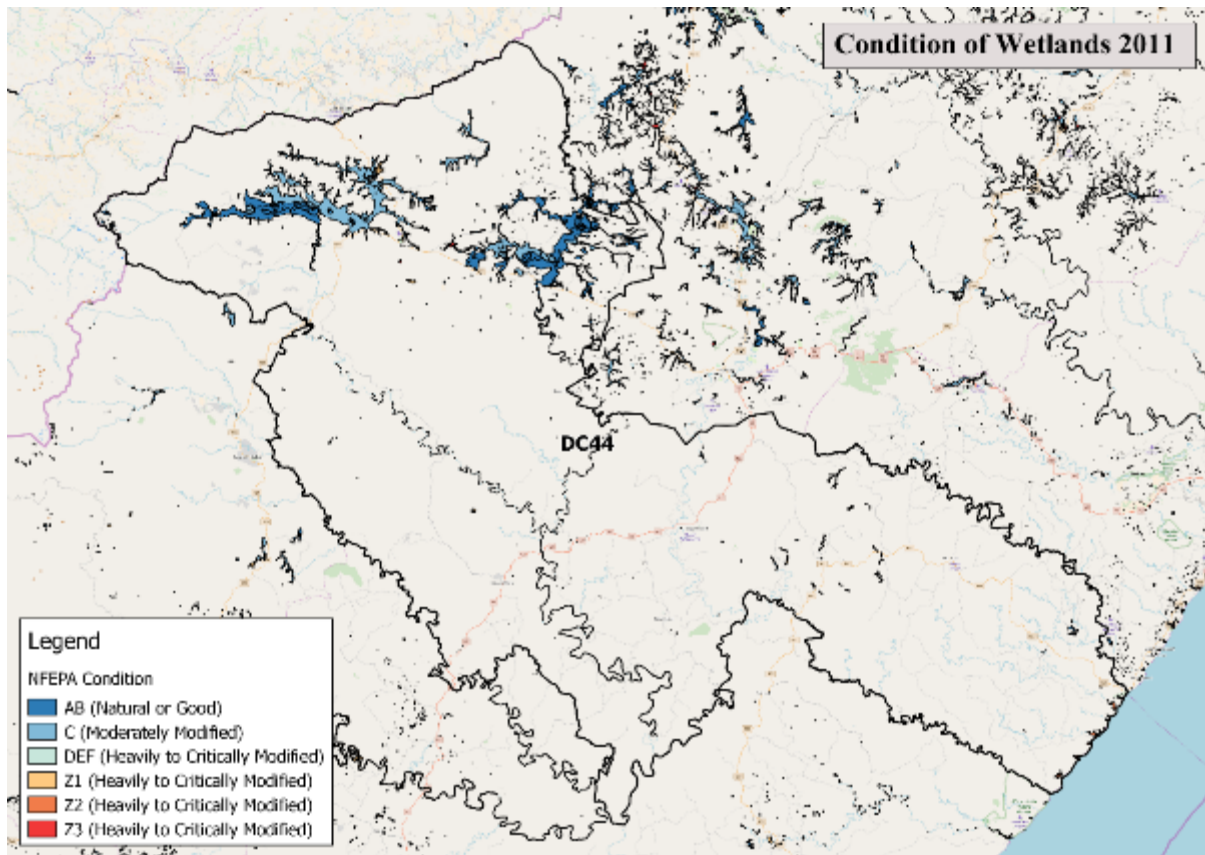 Condition of Wetlands 2011
DC44
Legend
NFEPA Condition
AB (Natural or Good)
C (Moderately Modified)
DEF (Heavily to Critically Modified)
Z1 (Heavily to Critically Modified)
Z2 (Heavily to Critically Modified)
Z3 (Heavily to Critically Modified)